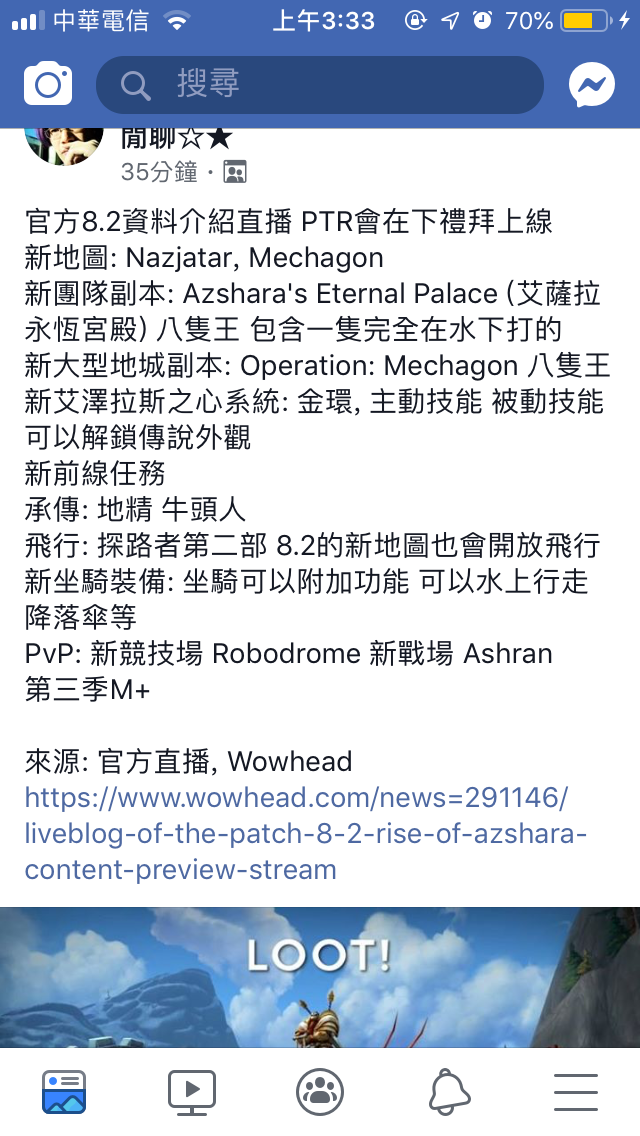 中華電信 上午3:33 70%
搜尋
閒聊☆★
35分鐘 ·
官方8.2資料介紹直播 PTR會在下禮拜上線
新地圖: Nazjatar, Mechagon
新團隊副本: Azshara's Eternal Palace (艾薩拉
永恆宮殿) 八隻王 包含一隻完全在水下打的
新大型地城副本: Operation: Mechagon 八隻王
新艾澤拉斯之心系統: 金環, 主動技能 被動技能
可以解鎖傳說外觀
新前線任務
承傳: 地精 牛頭人
飛行: 探路者第二部 8.2的新地圖也會開放飛行
新坐騎裝備: 坐騎可以附加功能 可以水上行走
降落傘等
PvP: 新競技場 Robodrome 新戰場 Ashran
第三季M+
來源: 官方直播, Wowhead
https://www.wowhead.com/news=291146/
liveblog-of-the-patch-8-2-rise-of-azshara-
content-preview-stream
LOOT!